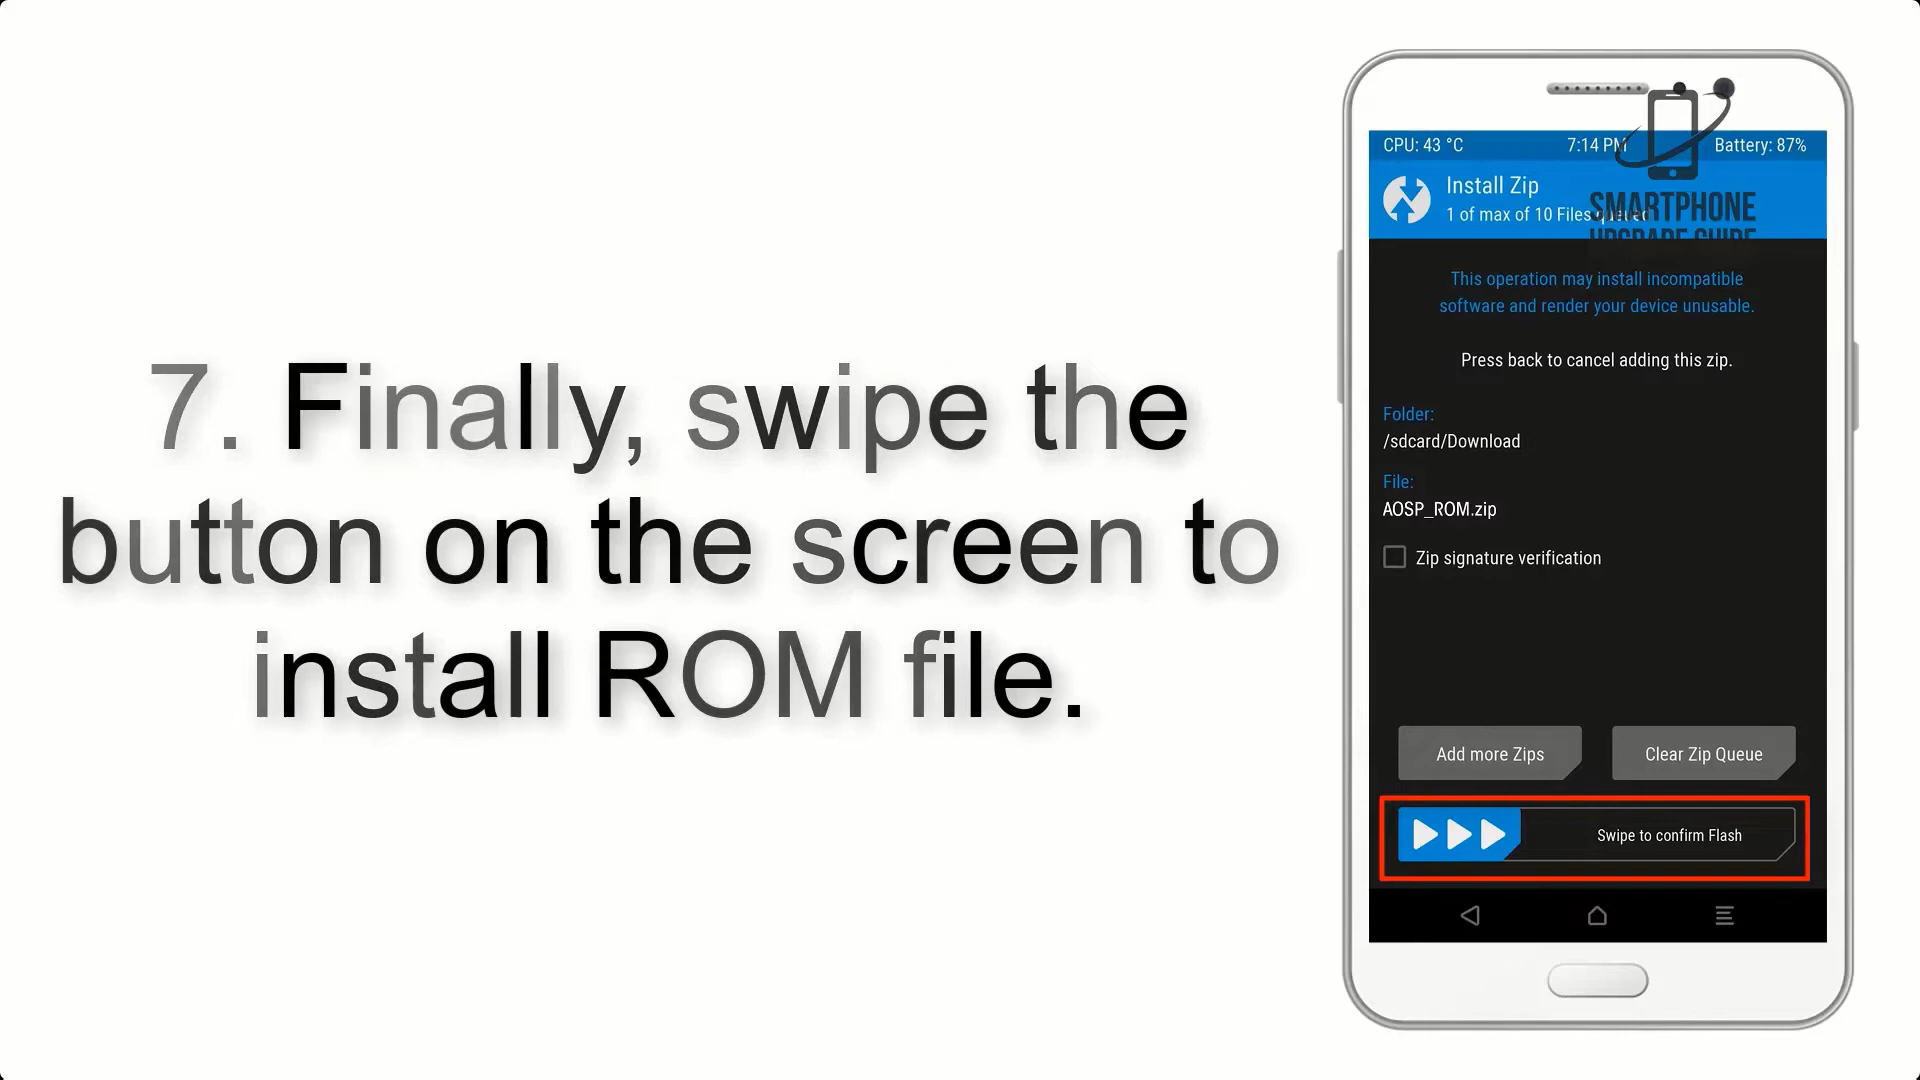 7. Finally, swipe the
button on the screen to
install ROM file.
CPU: 43 °C 7:14 PM Battery: 87%
Install Zip
1 of max of 10 Files queued
SMARTPHONE
UPGRADE GUIDE
This operation may install incompatible
software and render your device unusable.
Press back to cancel adding this zip.
Folder:
/sdcard/Download
File:
AOSP_ROM.zip
Zip signature verification
Add more Zips Clear Zip Queue
Swipe to confirm Flash